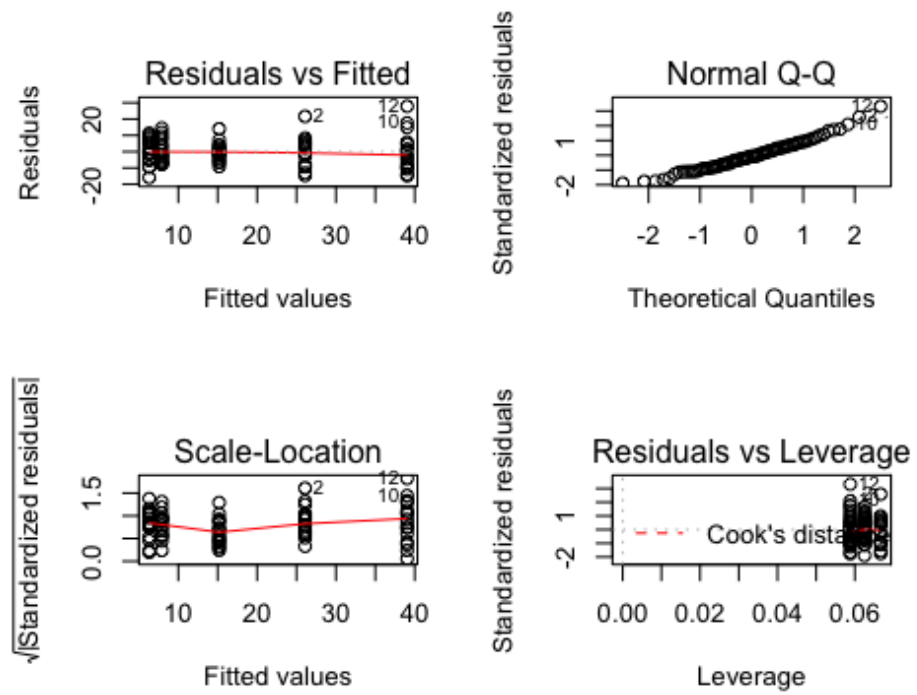 Residuals vs Fitted
Residuals
20
-20
2
12
10
10 20 30 40
Fitted values
Normal Q-Q
Standardized residuals
1
-2
12
2
10
-2 -1 0 1 2
Theoretical Quantiles
Scale-Location
√|Standardized residuals|
1.5
0.0
2
12
10
10 20 30 40
Fitted values
Residuals vs Leverage
Standardized residuals
1
-2
12
Cook's dista
0.00 0.02 0.04 0.06
Leverage